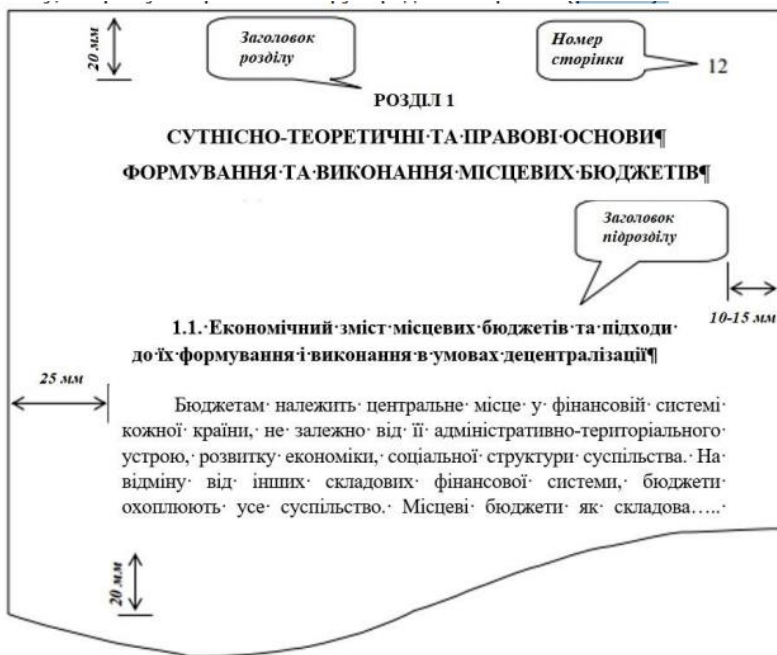 20 мм
Заголовок
розділу
Номер
сторінки
12
РОЗДІЛ 1
СУТНІСНО-ТЕОРЕТИЧНІ·ТА·ПРАВОВІ·ОСНОВИ¶
ФОРМУВАННЯ·ТА·ВИКОНАННЯ·МІСЦЕВИХ·БЮДЖЕТІВ¶
Заголовок
підрозділу
10-15 мм
1.1.·Економічний·зміст·місцевих·бюджетів·та·підходи·
до·їх·формування·і·виконання·в·умовах·децентралізації¶
25 мм
Бюджетам· належить· центральне· місце· у· фінансовій· системі·
кожної· країни,· не· залежно· від· її· адміністративно-територіального·
устрою,· розвитку· економіки,· соціальної· структури· суспільства.· На·
відміну· від· інших· складових· фінансової· системи,· бюджети·
охоплюють· усе· суспільство.· Місцеві· бюджети· як· складова…..·
20 мм